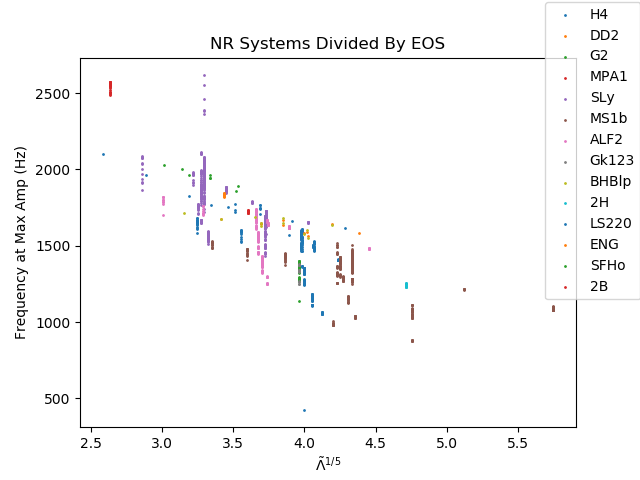 NR Systems Divided By EOS
H4
DD2
G2
MPA1
SLy
MS1b
ALF2
Gk123
BHBlp
2H
LS220
ENG
SFHo
2B
Frequency at Max Amp (Hz)
2500
2000
1500
1000
500
2.5 3.0 3.5 4.0 4.5 5.0 5.5
Λ̃^1/5